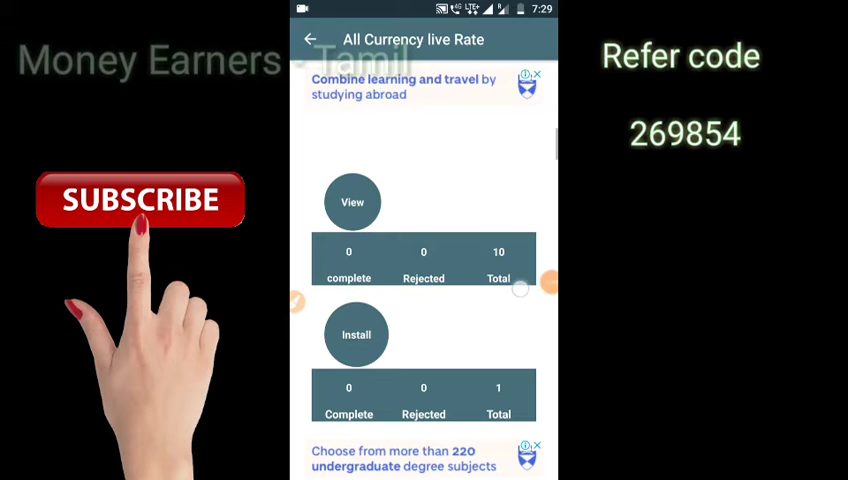 7:29
All Currency live Rate
Money Earners - Tamil
Refer code
269854
Combine learning and travel by
studying abroad
SUBSCRIBE
View
0 0 10
complete Rejected Total
Install
0 0 1
Complete Rejected Total
Choose from more than 220
undergraduate degree subjects